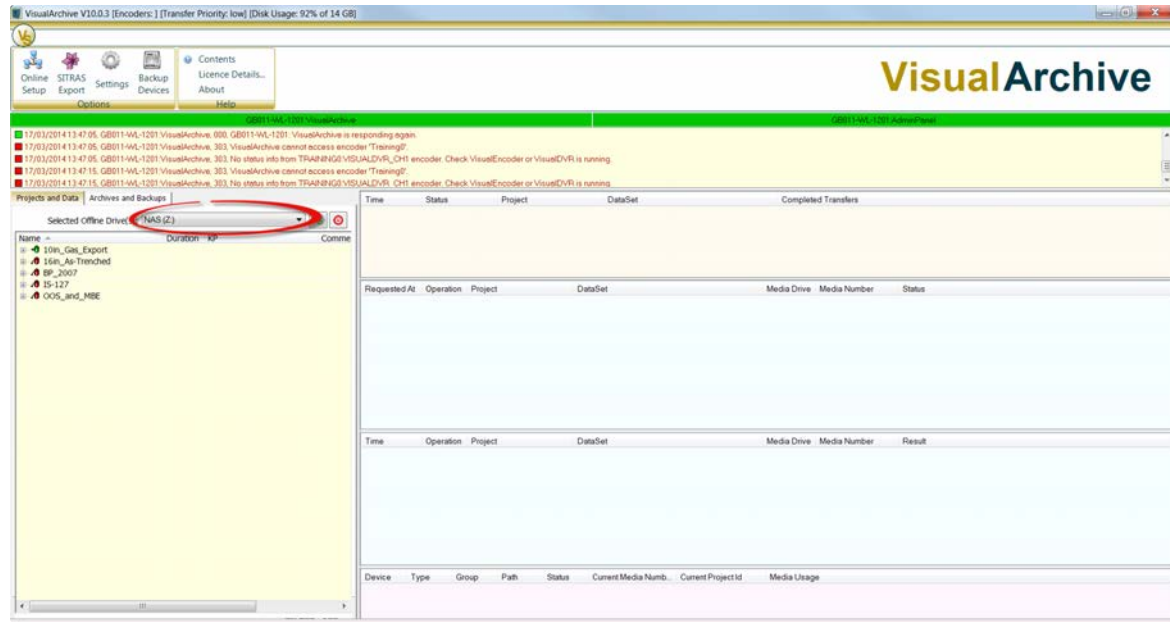 VisualArchive V10.0.3 [Encoders: ] [Transfer Priority: low] [Disk Usage: 92% of 14 GB]
VS
Online Setup
SITRAS Export
Settings
Backup Devices
Options
Contents
Licence Details...
About
Help
VisualArchive
GB011-WL-1201:VisualArchive
GB011-WL-1201:AdminPanel
17/03/2014 13:47:05, GB011-WL-1201:VisualArchive, 000, GB011-WL-1201: VisualArchive is responding again.
17/03/2014 13:47:05, GB011-WL-1201:VisualArchive, 303, VisualArchive cannot access encoder 'Training0'.
17/03/2014 13:47:05, GB011-WL-1201:VisualArchive, 303, No status info from TRAINING0:VISUALDVR_CH1 encoder. Check VisualEncoder or VisualDVR is running.
17/03/2014 13:47:15, GB011-WL-1201:VisualArchive, 303, VisualArchive cannot access encoder 'Training0'.
17/03/2014 13:47:15, GB011-WL-1201:VisualArchive, 303, No status info from TRAINING0:VISUALDVR_CH1 encoder. Check VisualEncoder or VisualDVR is running.
Projects and Data Archives and Backups
Selected Offline Drive(s) NAS (Z:)
Name Duration KP Comme
10in_Gas_Export
16in_As-Trenched
BP_2007
IS-127
OOS_and_MBE
Time Status Project DataSet Completed Transfers
Requested At Operation Project DataSet Media Drive Media Number Status
Time Operation Project DataSet Media Drive Media Number Result
Device Type Group Path Status Current Media Numb... Current Project Id Media Usage